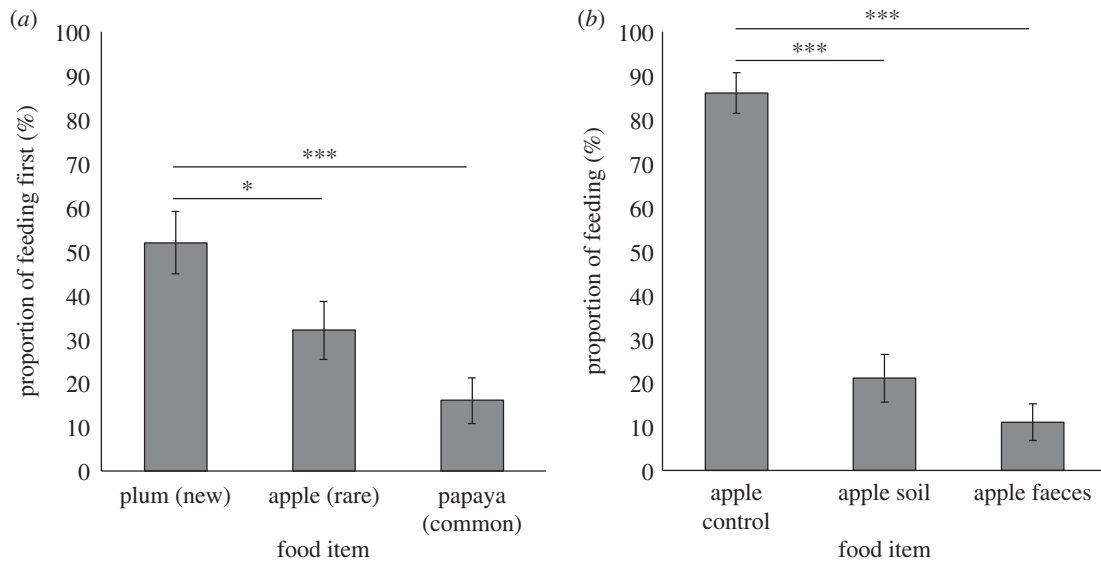 (a)
100
90
80
70
60
50
40
30
20
10
0
proportion of feeding first (%)
***
*
plum (new)
apple (rare)
papaya
(common)
food item
(b)
100
90
80
70
60
50
40
30
20
10
0
proportion of feeding (%)
***
***
apple
control
apple soil
apple faeces
food item